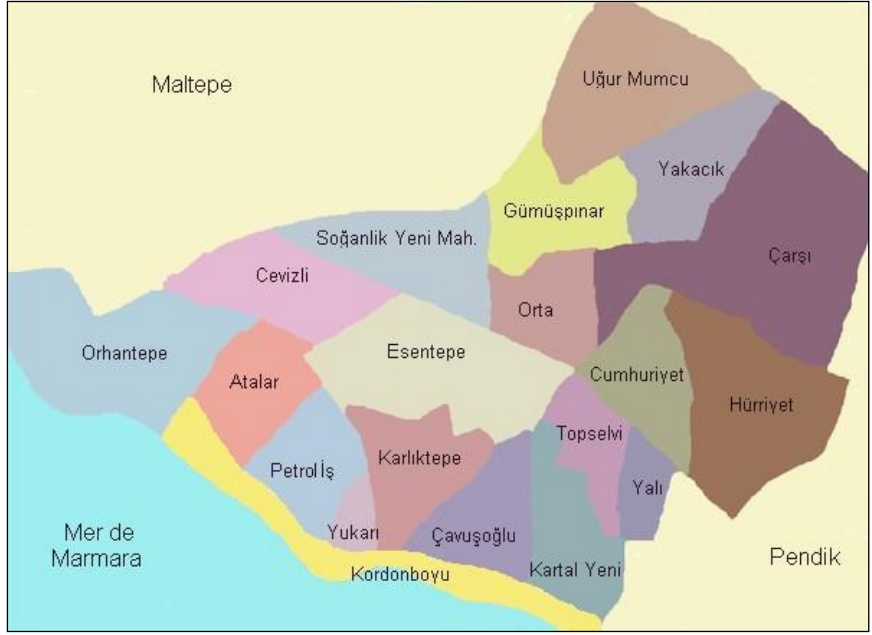 Maltepe
Uğur Mumcu
Yakacık
Gümüşpınar
Soğanlik Yeni Mah.
Çarşı
Cevizli
Orta
Orhantepe
Esentepe
Atalar
Cumhuriyet
Hürriyet
Topselvi
Karlıktepe
Petrol İş
Yalı
Yukarı
Çavuşoğlu
Mer de
Marmara
Kordonboyu
Kartal Yeni
Pendik